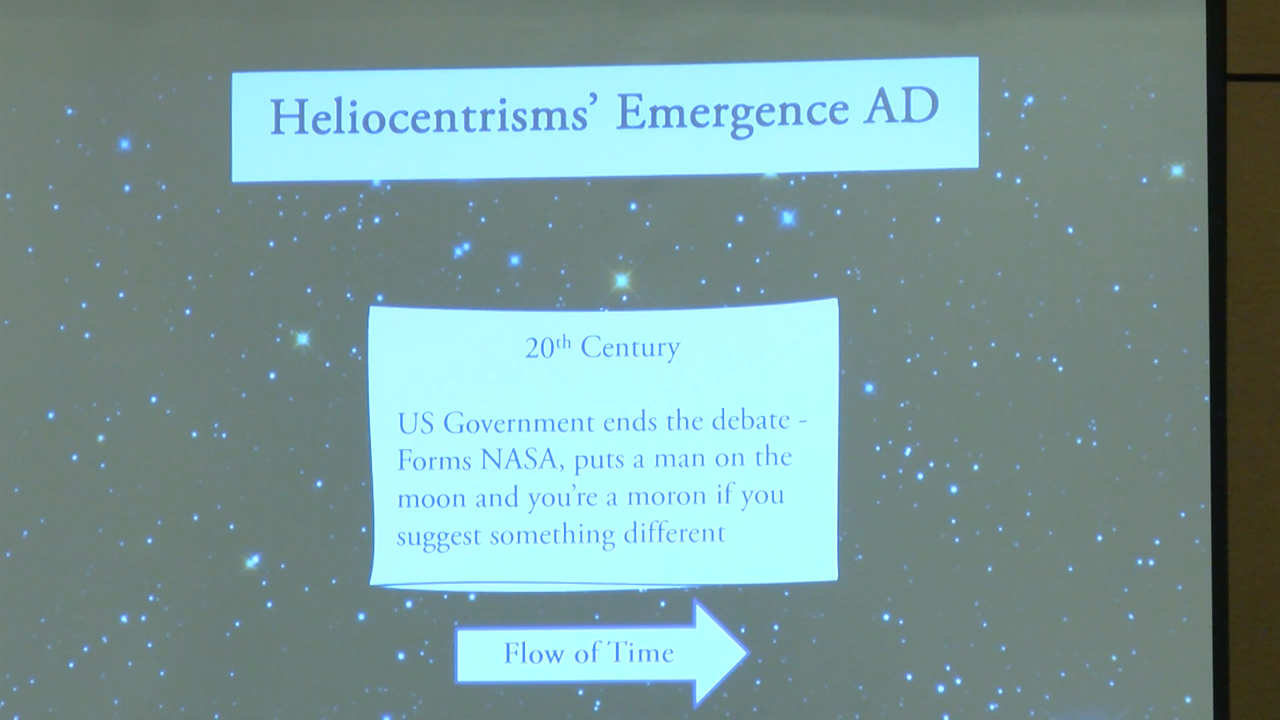 Heliocentrisms’ Emergence AD
20th Century
US Government ends the debate -
Forms NASA, puts a man on the
moon and you’re a moron if you
suggest something different
Flow of Time